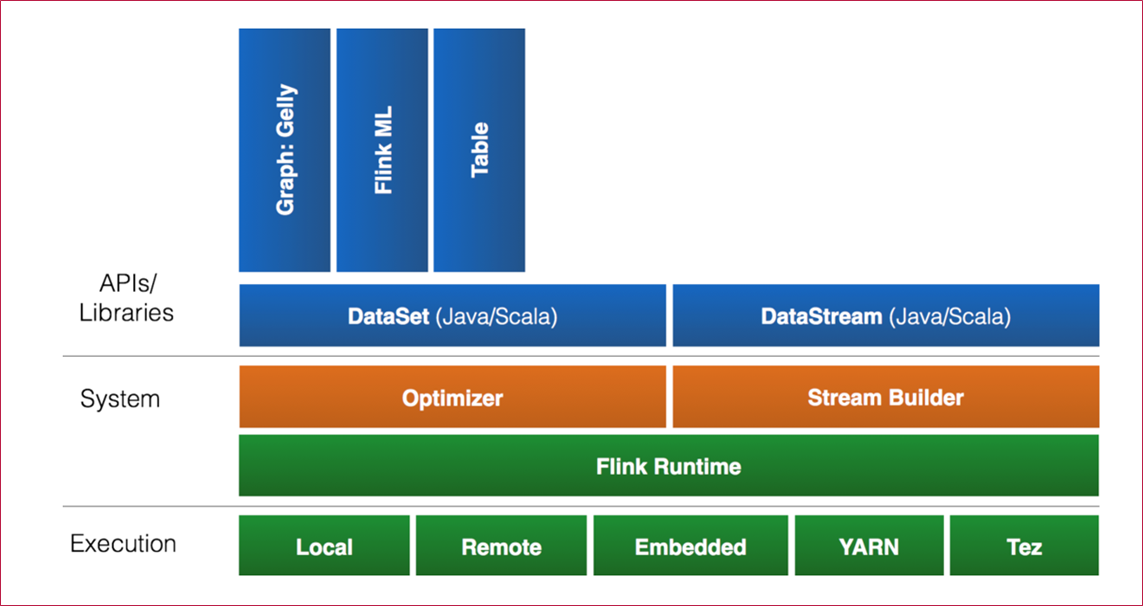 Graph: Gelly
Flink ML
Table
APIs/
Libraries
DataSet (Java/Scala)
DataStream (Java/Scala)
System
Optimizer
Stream Builder
Flink Runtime
Execution
Local
Remote
Embedded
YARN
Tez